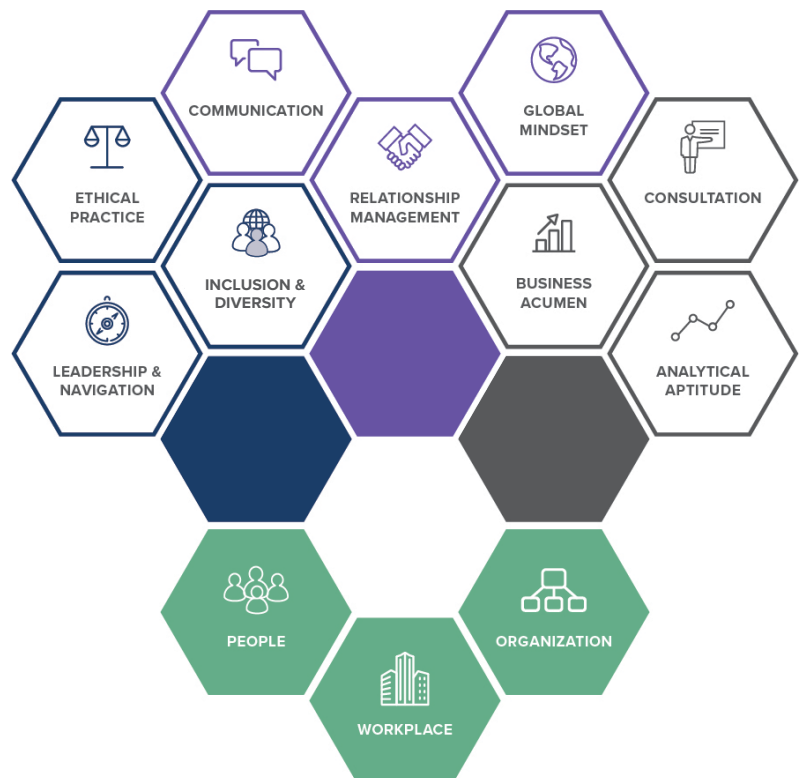 COMMUNICATION
GLOBAL
MINDSET
ETHICAL
PRACTICE
RELATIONSHIP
MANAGEMENT
CONSULTATION
INCLUSION &
DIVERSITY
BUSINESS
ACUMEN
LEADERSHIP &
NAVIGATION
ANALYTICAL
APTITUDE
PEOPLE
ORGANIZATION
WORKPLACE